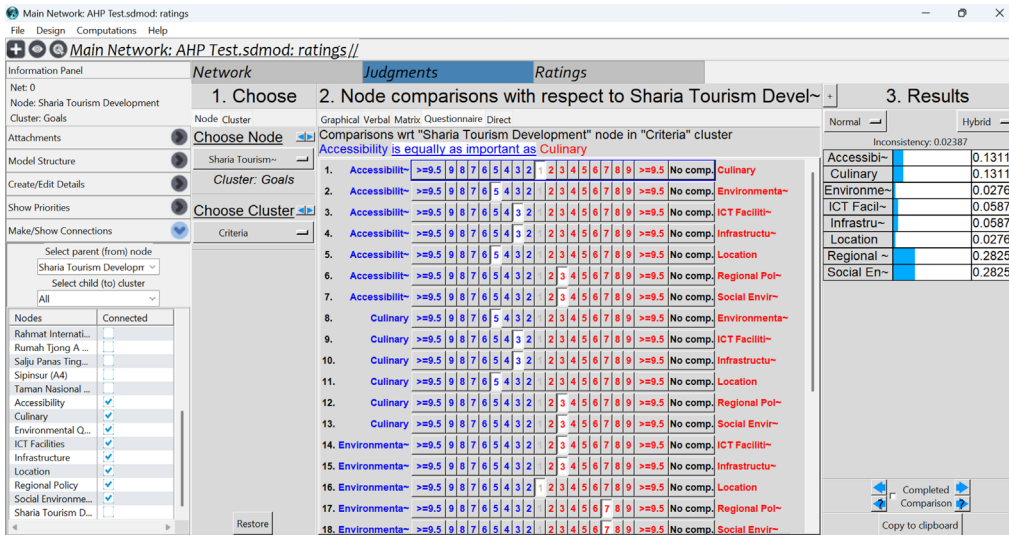 Main Network: AHP Test.sdmod: ratings
File Design Computations Help
Main Network: AHP Test.sdmod: ratings//
Information Panel
Net: 0
Node: Sharia Tourism Development
Cluster: Goals
Attachments
Model Structure
Create/Edit Details
Show Priorities
Make/Show Connections
Select parent (from) node
Sharia Tourism Developm
Select child (to) cluster
All
Nodes Connected
Rahmat Internati...
Rumah Tjong A ...
Salju Panas Ting...
Sipinsur (A4)
Taman Nasional ...
Accessibility
Culinary
Environmental Q...
ICT Facilities
Infrastructure
Location
Regional Policy
Social Environme...
Sharia Tourism D...
Network Judgments Ratings
1. Choose
Node Cluster
Choose Node
Sharia Tourism~
Cluster: Goals
Choose Cluster
Criteria
Restore
2. Node comparisons with respect to Sharia Tourism Devel~ +
Graphical Verbal Matrix Questionnaire Direct
Comparisons wrt "Sharia Tourism Development" node in "Criteria" cluster
Accessibility is equally as important as Culinary
1. Accessibilit~ >=9.5 9 8 7 6 5 4 3 2 1 2 3 4 5 6 7 8 9 >=9.5 No comp. Culinary
2. Accessibilit~ >=9.5 9 8 7 6 5 4 3 2 1 2 3 4 5 6 7 8 9 >=9.5 No comp. Environmenta~
3. Accessibilit~ >=9.5 9 8 7 6 5 4 3 2 1 2 3 4 5 6 7 8 9 >=9.5 No comp. ICT Faciliti~
4. Accessibilit~ >=9.5 9 8 7 6 5 4 3 2 1 2 3 4 5 6 7 8 9 >=9.5 No comp. Infrastructu~
5. Accessibilit~ >=9.5 9 8 7 6 5 4 3 2 1 2 3 4 5 6 7 8 9 >=9.5 No comp. Location
6. Accessibilit~ >=9.5 9 8 7 6 5 4 3 2 1 2 3 4 5 6 7 8 9 >=9.5 No comp. Regional Pol~
7. Accessibilit~ >=9.5 9 8 7 6 5 4 3 2 1 2 3 4 5 6 7 8 9 >=9.5 No comp. Social Envir~
8. Culinary >=9.5 9 8 7 6 5 4 3 2 1 2 3 4 5 6 7 8 9 >=9.5 No comp. Environmenta~
9. Culinary >=9.5 9 8 7 6 5 4 3 2 1 2 3 4 5 6 7 8 9 >=9.5 No comp. ICT Faciliti~
10. Culinary >=9.5 9 8 7 6 5 4 3 2 1 2 3 4 5 6 7 8 9 >=9.5 No comp. Infrastructu~
11. Culinary >=9.5 9 8 7 6 5 4 3 2 1 2 3 4 5 6 7 8 9 >=9.5 No comp. Location
12. Culinary >=9.5 9 8 7 6 5 4 3 2 1 2 3 4 5 6 7 8 9 >=9.5 No comp. Regional Pol~
13. Culinary >=9.5 9 8 7 6 5 4 3 2 1 2 3 4 5 6 7 8 9 >=9.5 No comp. Social Envir~
14. Environmenta~ >=9.5 9 8 7 6 5 4 3 2 1 2 3 4 5 6 7 8 9 >=9.5 No comp. ICT Faciliti~
15. Environmenta~ >=9.5 9 8 7 6 5 4 3 2 1 2 3 4 5 6 7 8 9 >=9.5 No comp. Infrastructu~
16. Environmenta~ >=9.5 9 8 7 6 5 4 3 2 1 2 3 4 5 6 7 8 9 >=9.5 No comp. Location
17. Environmenta~ >=9.5 9 8 7 6 5 4 3 2 1 2 3 4 5 6 7 8 9 >=9.5 No comp. Regional Pol~
18. Environmenta~ >=9.5 9 8 7 6 5 4 3 2 1 2 3 4 5 6 7 8 9 >=9.5 No comp. Social Envir~
3. Results
Normal Hybrid
Inconsistency: 0.02387
Accessibi~ 0.1311
Culinary 0.1311
Environme~ 0.0276
ICT Facil~ 0.0587
Infrastru~ 0.0587
Location 0.0276
Regional ~ 0.2825
Social En~ 0.2825
Completed
Comparison
Copy to clipboard